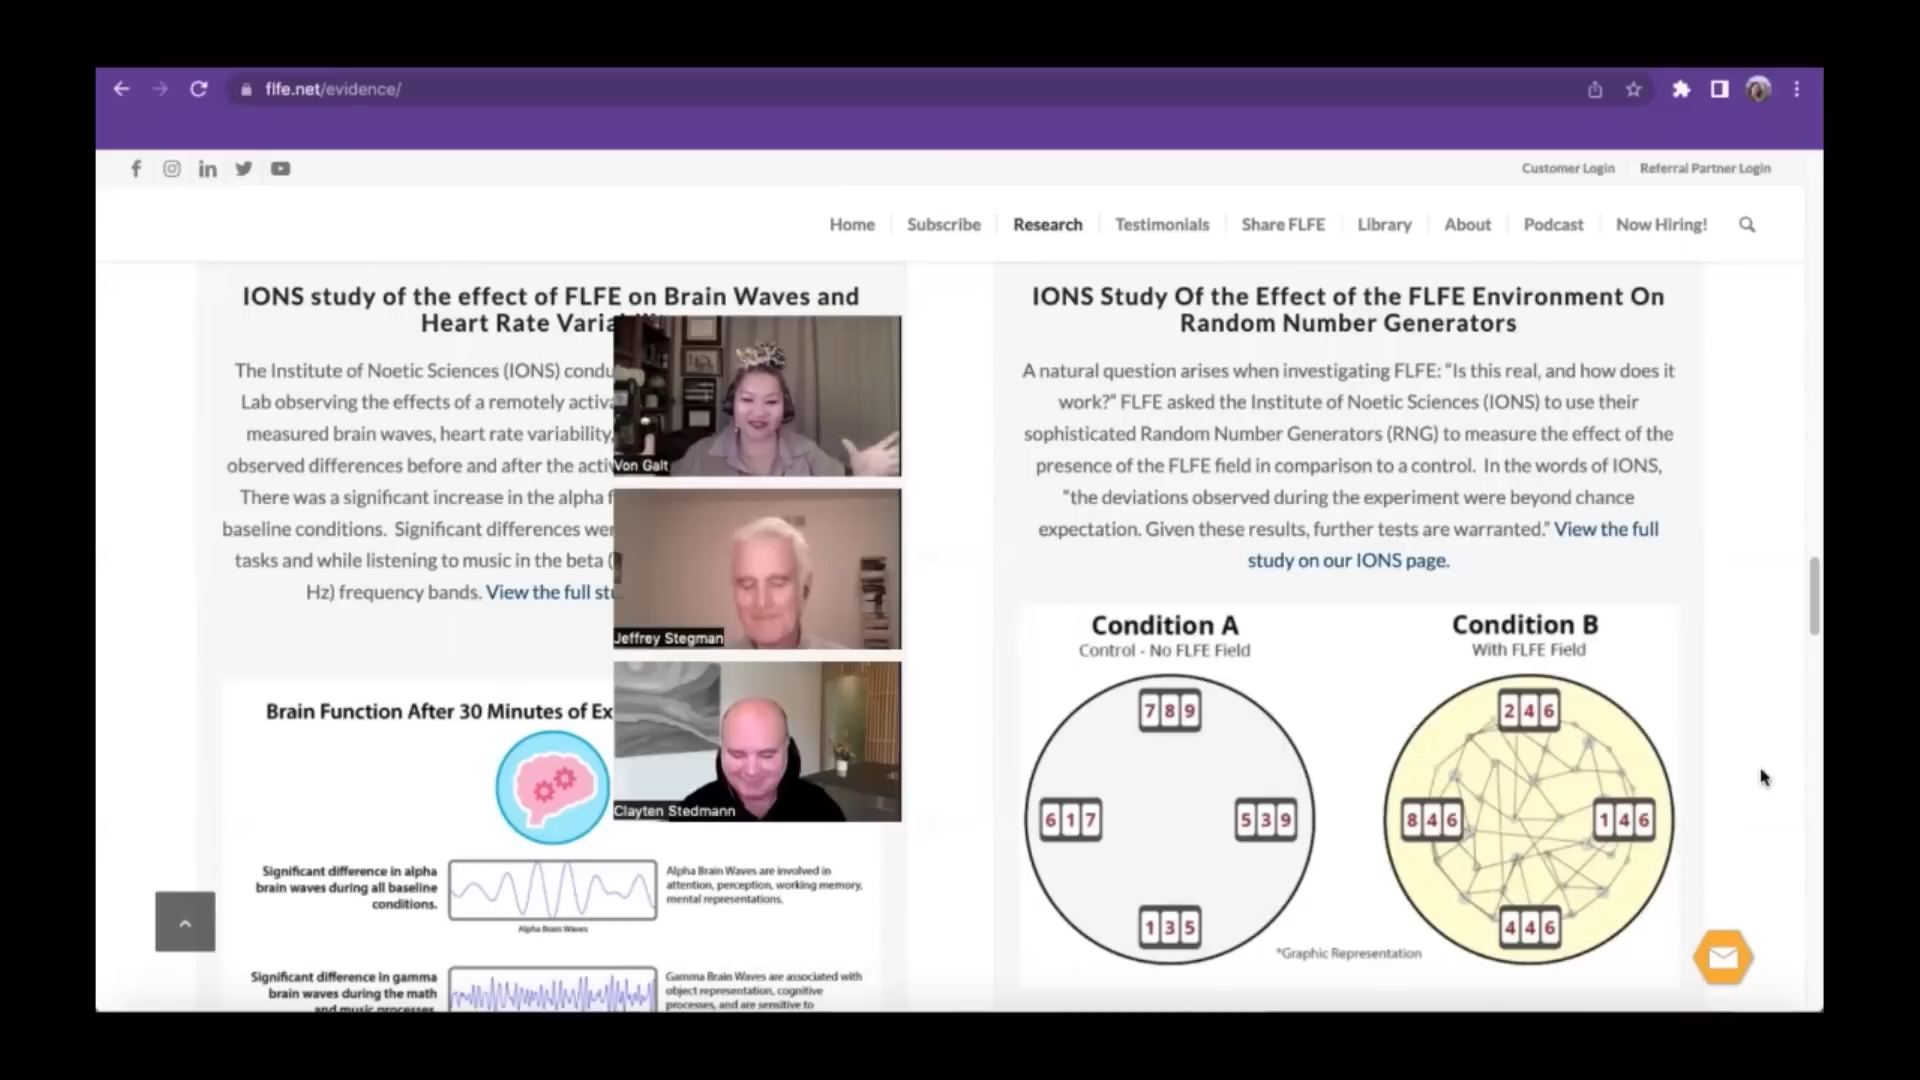 flfe.net/evidence/
Customer Login
Referral Partner Login
Home
Subscribe
Research
Testimonials
Share FLFE
Library
About
Podcast
Now Hiring!
IONS study of the effect of FLFE on Brain Waves and
Heart Rate Varia
The Institute of Noetic Sciences (IONS) condu
Lab observing the effects of a remotely activa
measured brain waves, heart rate variability,
observed differences before and after the activ
There was a significant increase in the alpha f
baseline conditions. Significant differences wer
tasks and while listening to music in the beta (
Hz) frequency bands. View the full stu
Von Galt
Jeffrey Stegman
Clayten Stedmann
Brain Function After 30 Minutes of Ex
Significant difference in alpha
brain waves during all baseline
conditions.
Alpha Brain Waves
Alpha Brain Waves are involved in
attention, perception, working memory,
mental representations.
Significant difference in gamma
brain waves during the math
and music processes.
Gamma Brain Waves are associated with
object representation, cognitive
processes, and are sensitive to
IONS Study Of the Effect of the FLFE Environment On
Random Number Generators
A natural question arises when investigating FLFE: “Is this real, and how does it
work?” FLFE asked the Institute of Noetic Sciences (IONS) to use their
sophisticated Random Number Generators (RNG) to measure the effect of the
presence of the FLFE field in comparison to a control. In the words of IONS,
“the deviations observed during the experiment were beyond chance
expectation. Given these results, further tests are warranted.” View the full
study on our IONS page.
Condition A
Control - No FLFE Field
789
617
539
135
Condition B
With FLFE Field
246
846
146
446
*Graphic Representation